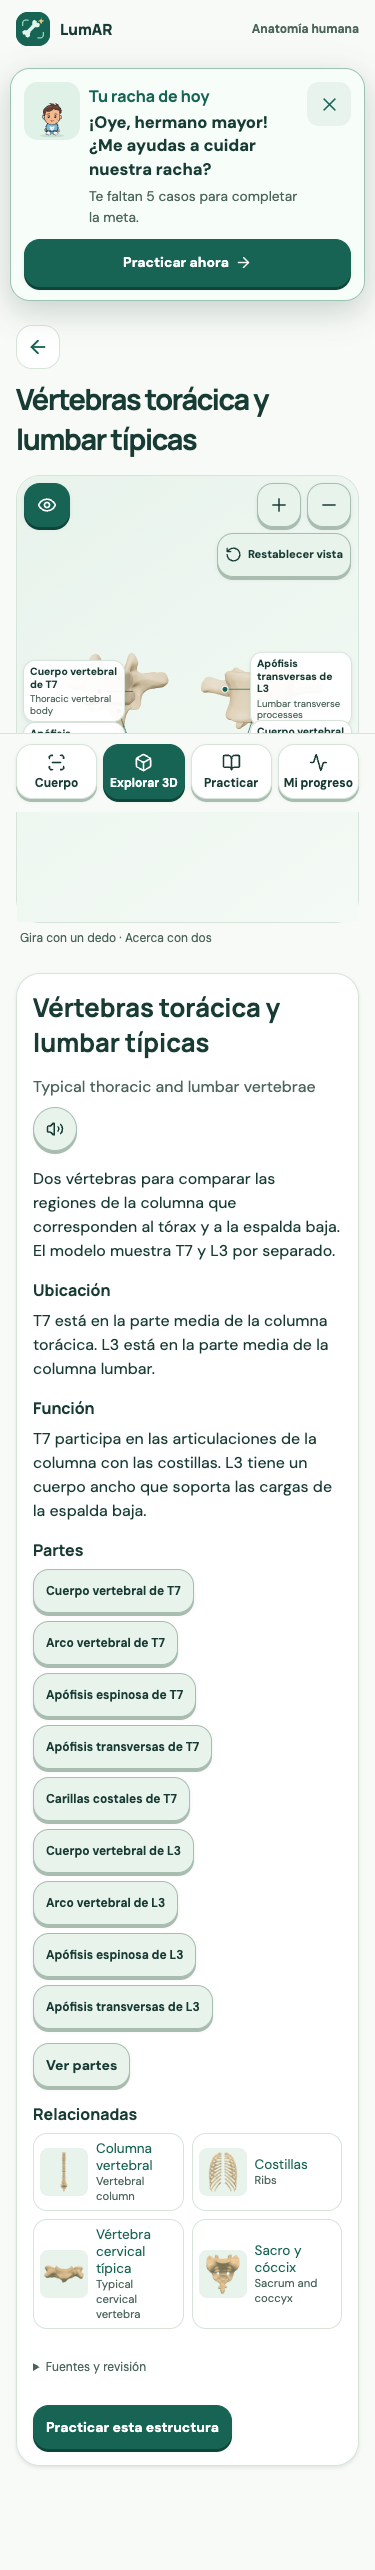 LumAR
Anatomía humana
Tu racha de hoy
¡Oye, hermano mayor!
¿Me ayudas a cuidar
nuestra racha?
Te faltan 5 casos para completar
la meta.
Practicar ahora
Vértebras torácica y
lumbar típicas
Restablecer vista
Cuerpo vertebral
de T7
Thoracic vertebral
body
Apófisis
transversas de
L3
Lumbar transverse
processes
Apófisis
Cuerpo vertebral
Cuerpo
Explorar 3D
Practicar
Mi progreso
Gira con un dedo · Acerca con dos
Vértebras torácica y
lumbar típicas
Typical thoracic and lumbar vertebrae
Dos vértebras para comparar las
regiones de la columna que
corresponden al tórax y a la espalda baja.
El modelo muestra T7 y L3 por separado.
Ubicación
T7 está en la parte media de la columna
torácica. L3 está en la parte media de la
columna lumbar.
Función
T7 participa en las articulaciones de la
columna con las costillas. L3 tiene un
cuerpo ancho que soporta las cargas de
la espalda baja.
Partes
Cuerpo vertebral de T7
Arco vertebral de T7
Apófisis espinosa de T7
Apófisis transversas de T7
Carillas costales de T7
Cuerpo vertebral de L3
Arco vertebral de L3
Apófisis espinosa de L3
Apófisis transversas de L3
Ver partes
Relacionadas
Columna
vertebral
Vertebral
column
Costillas
Ribs
Vértebra
cervical
típica
Typical
cervical
vertebra
Sacro y
cóccix
Sacrum and
coccyx
Fuentes y revisión
Practicar esta estructura